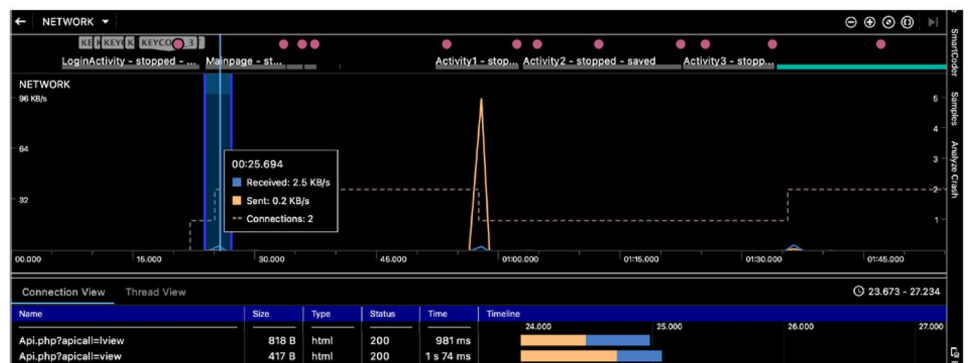 NETWORK
KE KEY K KEYCO 3
LoginActivity - stopped - ... Mainpage - st... Activity1 - stop... Activity2 - stopped - saved Activity3 - stopp...
NETWORK
96 KB/s 5
4
64
3
32 2
1
00:25.694
Received: 2.5 KB/s
Sent: 0.2 KB/s
Connections: 2
00.000 15.000 30.000 45.000 01:00.000 01:15.000 01:30.000 01:45.000
Connection View Thread View 23.673 - 27.234
Name Size Type Status Time Timeline
24.000 25.000 26.000 27.000
Api.php?apicall=lview 818 B html 200 981 ms
Api.php?apicall=view 417 B html 200 1 s 74 ms
SmartCoder
Samples
Analyze Crash